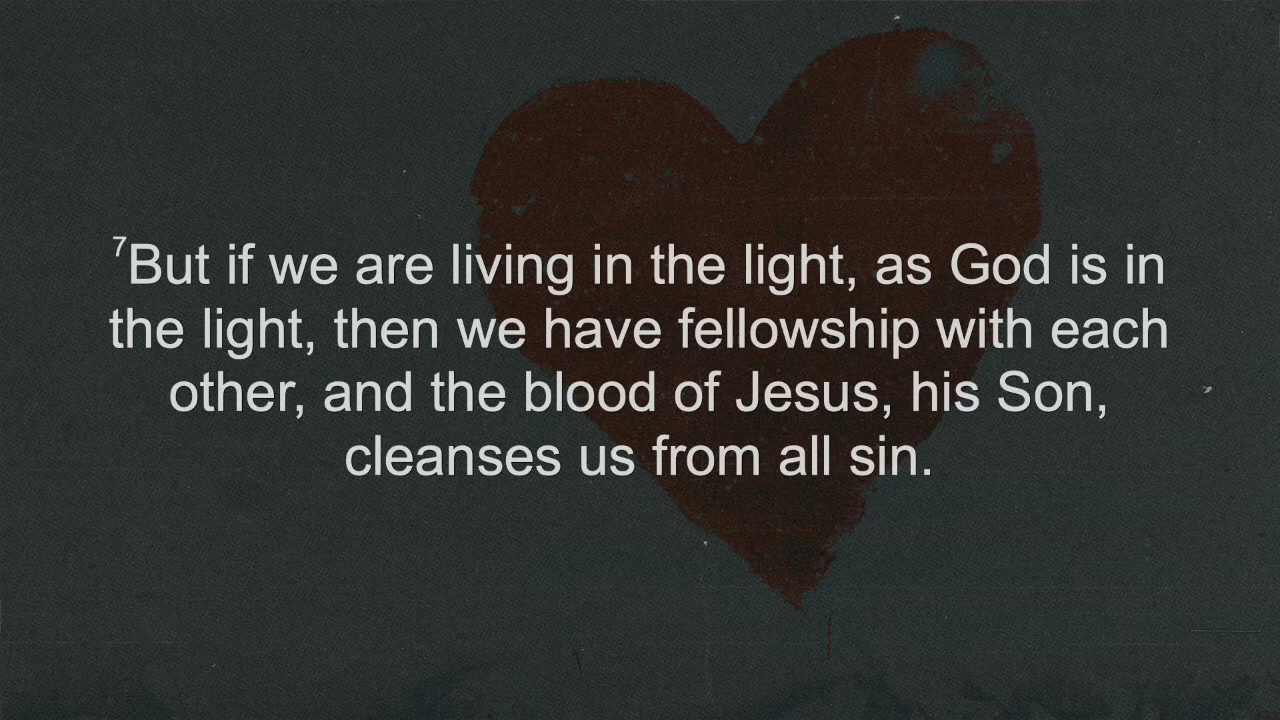 ⁷But if we are living in the light, as God is in
the light, then we have fellowship with each
other, and the blood of Jesus, his Son,
cleanses us from all sin.